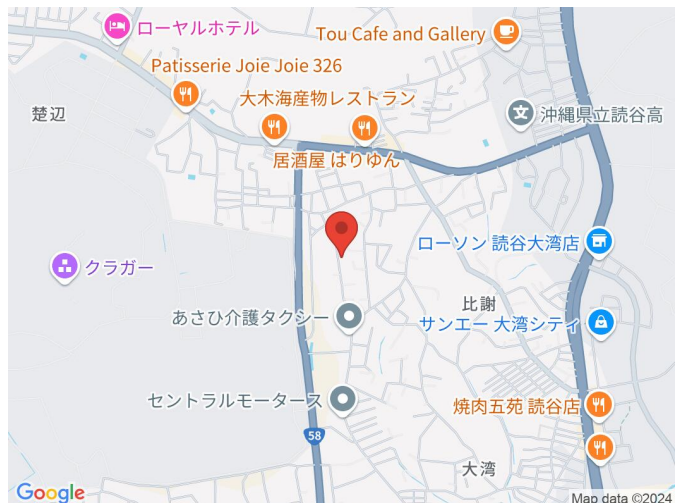 ローヤルホテル
Tou Cafe and Gallery
Patisserie Joie Joie 326
大木海産物レストラン
楚辺
沖縄県立読谷高
居酒屋 はりゆん
ローソン 読谷大湾店
クラガー
比謝
あさひ介護タクシー
サンエー 大湾シティ
セントラルモータース
焼肉五苑 読谷店
58
大湾
Google
Map data ©2024